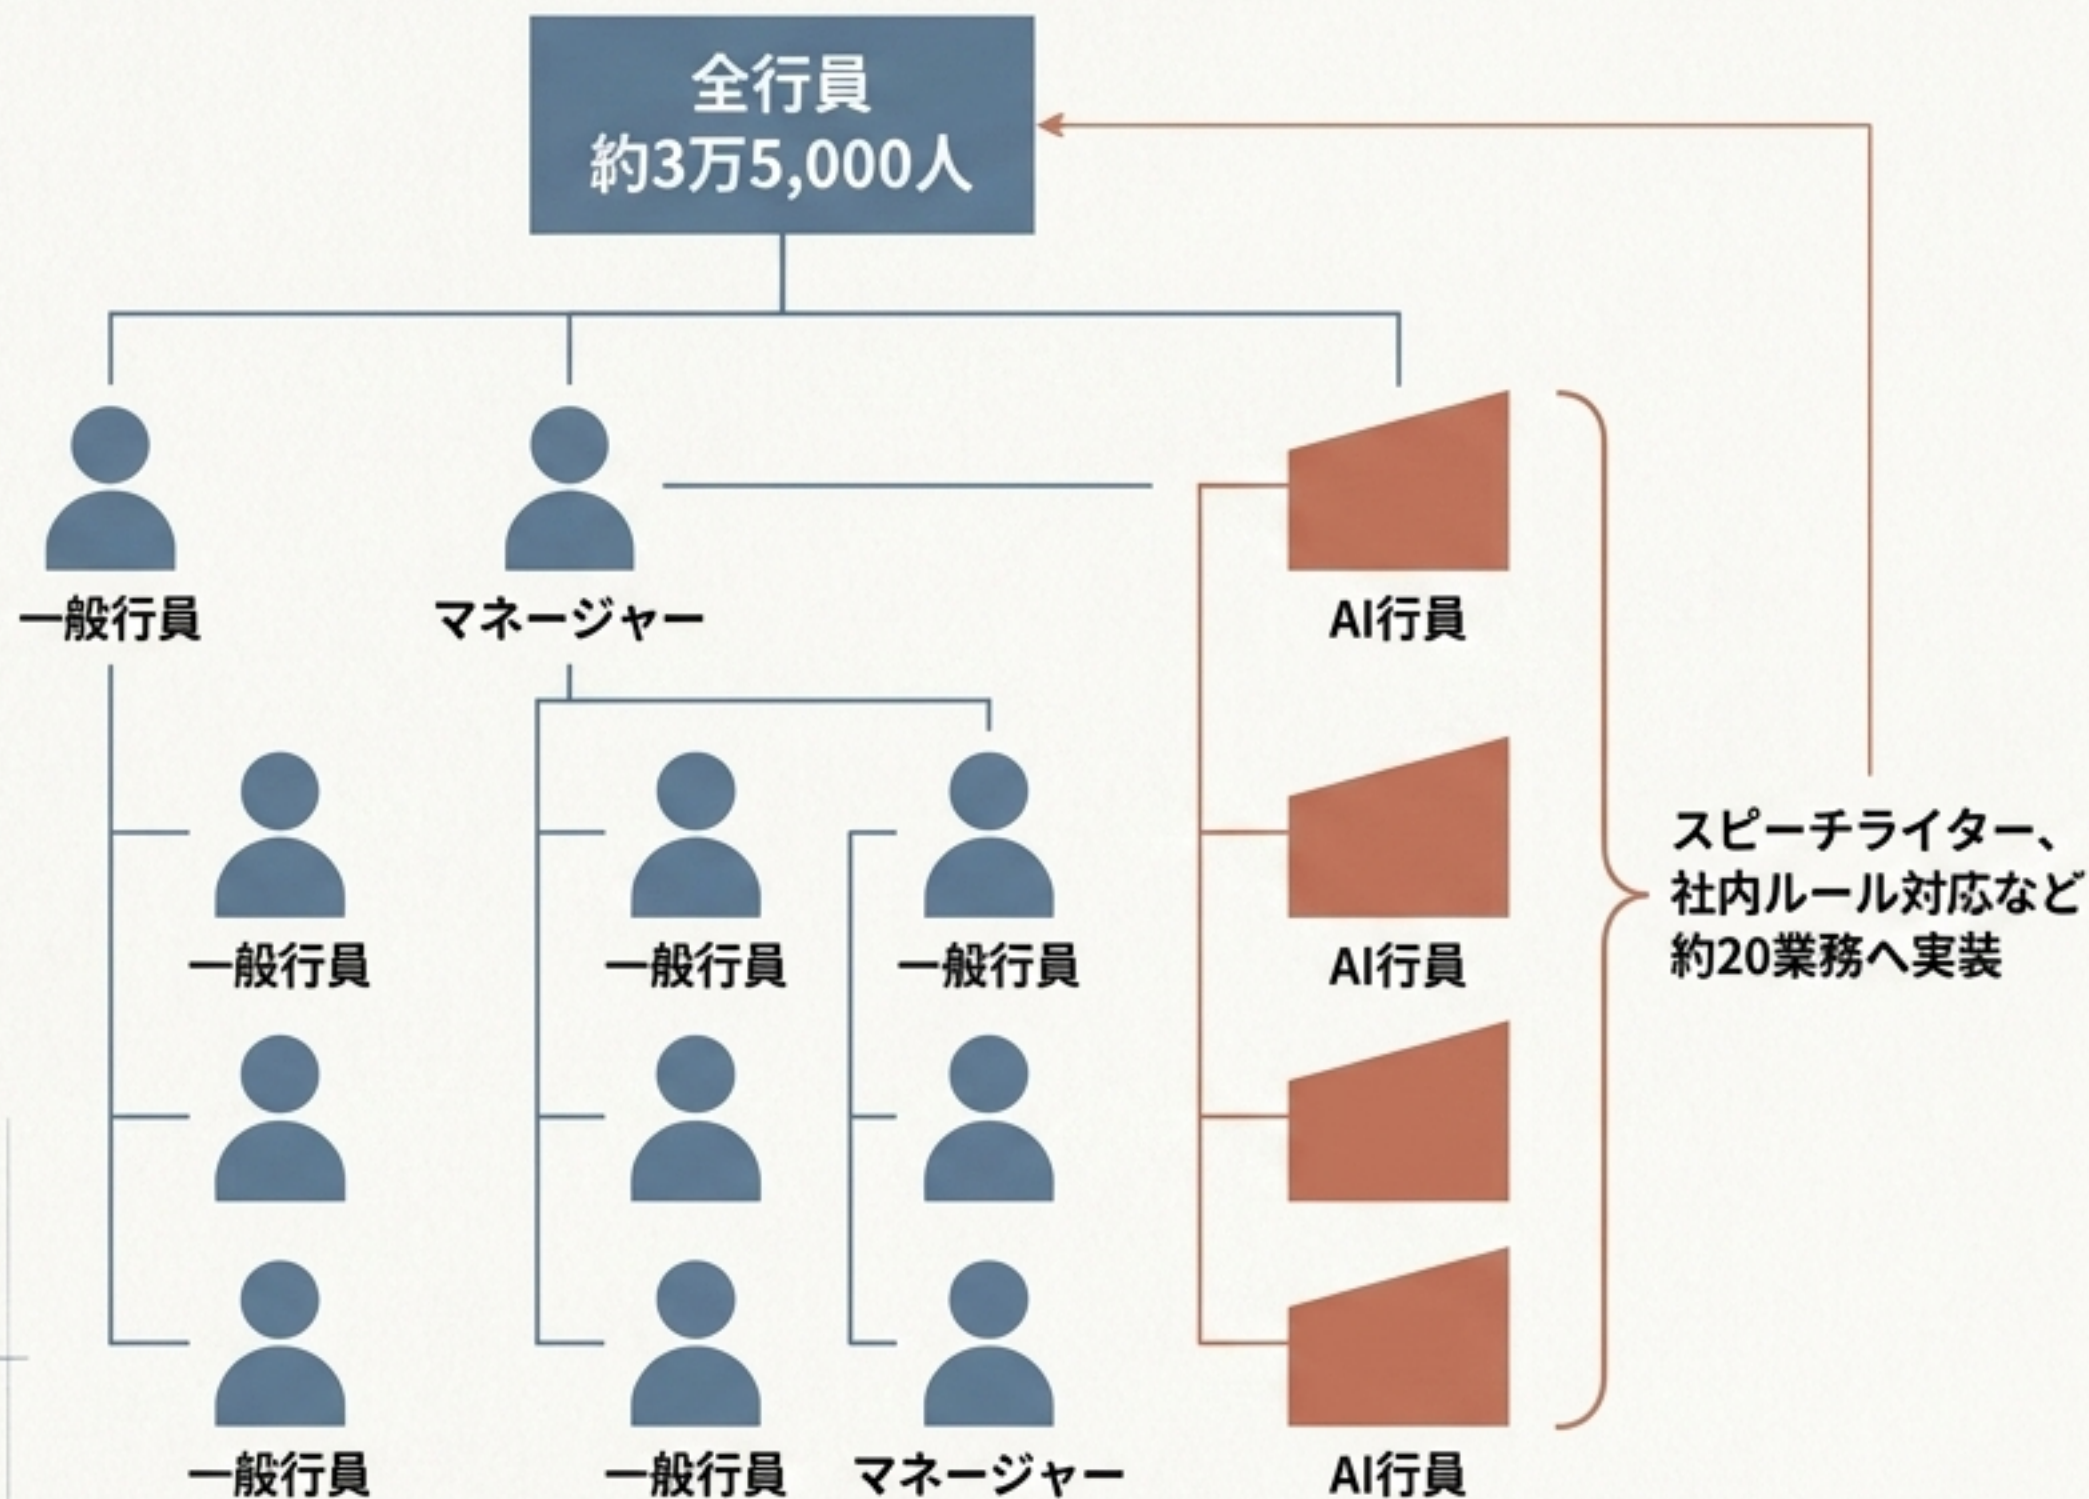 全行員
約3万5,000人
一般行員
マネージャー
AI行員
スピーチライター、
社内ルール対応など
約20業務へ実装
一般行員
一般行員
一般行員
AI行員
一般行員
一般行員
マネージャー
AI行員